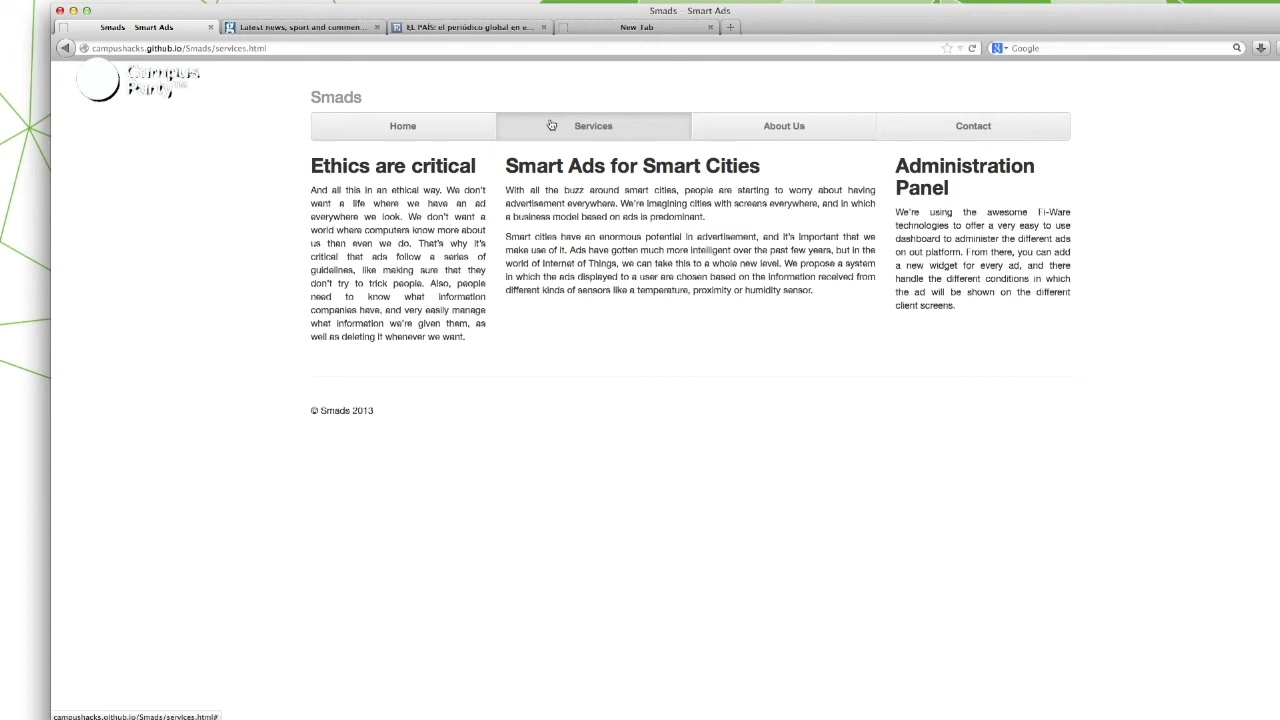 Smads – Smart Ads
Smads – Smart Ads
Latest news, sport and commen...
EL PAÍS: el periódico global en e...
New Tab
campushacks.github.io/Smads/services.html
Google
Campus
Party
Smads
Home
Services
About Us
Contact
Ethics are critical
And all this in an ethical way. We don't
want a life where we have an ad
everywhere we look. We don't want a
world where computers know more about
us than even we do. That's why it's
critical that ads follow a series of
guidelines, like making sure that they
don't try to trick people. Also, people
need to know what information
companies have, and very easily manage
what information we're given them, as
well as deleting it whenever we want.
Smart Ads for Smart Cities
With all the buzz around smart cities, people are starting to worry about having
advertisement everywhere. We're imagining cities with screens everywhere, and in which
a business model based on ads is predominant.
Smart cities have an enormous potential in advertisement, and it's important that we
make use of it. Ads have gotten much more intelligent over the past few years, but in the
world of Internet of Things, we can take this to a whole new level. We propose a system
in which the ads displayed to a user are chosen based on the information received from
different kinds of sensors like a temperature, proximity or humidity sensor.
Administration
Panel
We're using the awesome Fi-Ware
technologies to offer a very easy to use
dashboard to administer the different ads
on out platform. From there, you can add
a new widget for every ad, and there
handle the different conditions in which
the ad will be shown on the different
client screens.
© Smads 2013
campushacks.github.io/Smads/services.html#